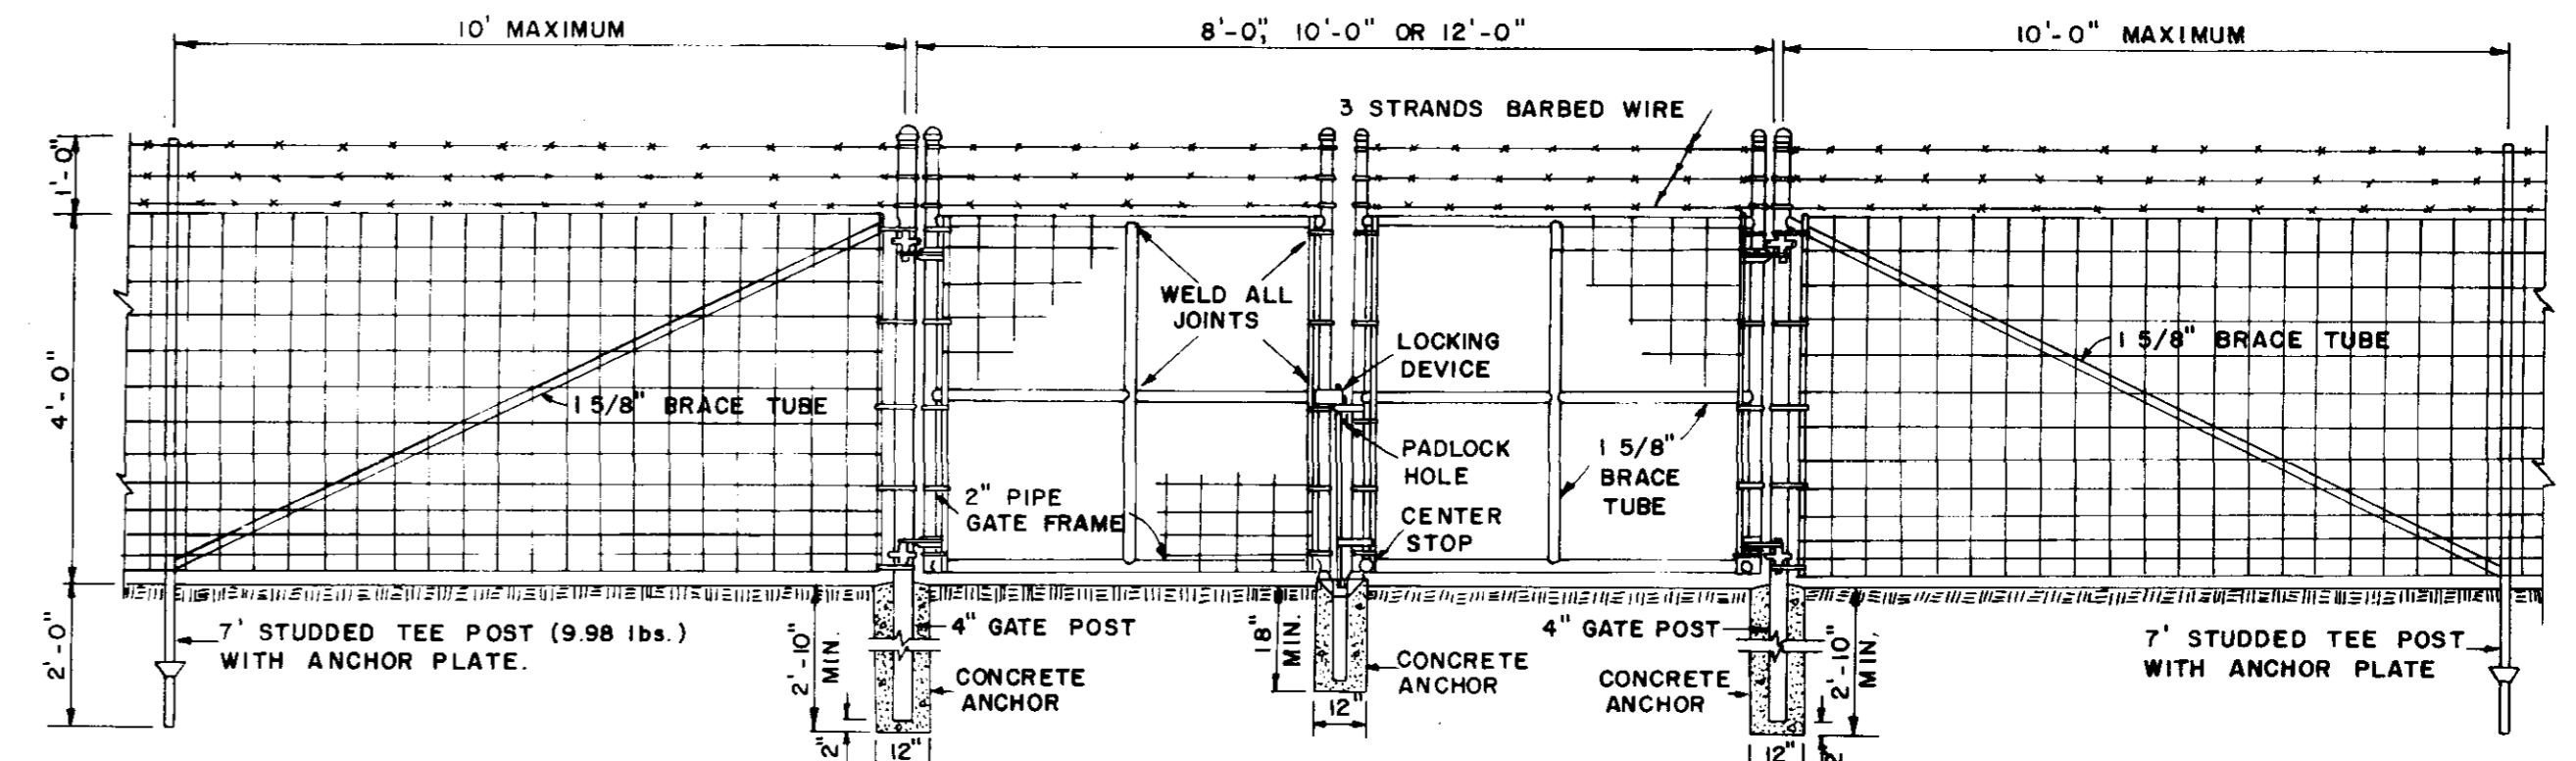 10' MAXIMUM
8'-0", 10'-0" OR 12'-0"
10'-0" MAXIMUM
3 STRANDS BARBED WIRE
1'-0"
WELD ALL
JOINTS
LOCKING
DEVICE
1 5/8" BRACE TUBE
4'-0"
1 5/8" BRACE TUBE
PADLOCK
HOLE
1 5/8"
BRACE
TUBE
2" PIPE
GATE FRAME
CENTER
STOP
2'-0"
7' STUDDED TEE POST (9.98 lbs.)
WITH ANCHOR PLATE.
2'-10"
MIN.
4" GATE POST
18"
MIN.
4" GATE POST
2'-10"
MIN.
7' STUDDED TEE POST
WITH ANCHOR PLATE
CONCRETE
ANCHOR
CONCRETE
ANCHOR
CONCRETE
ANCHOR
2"
12"
12"
12"